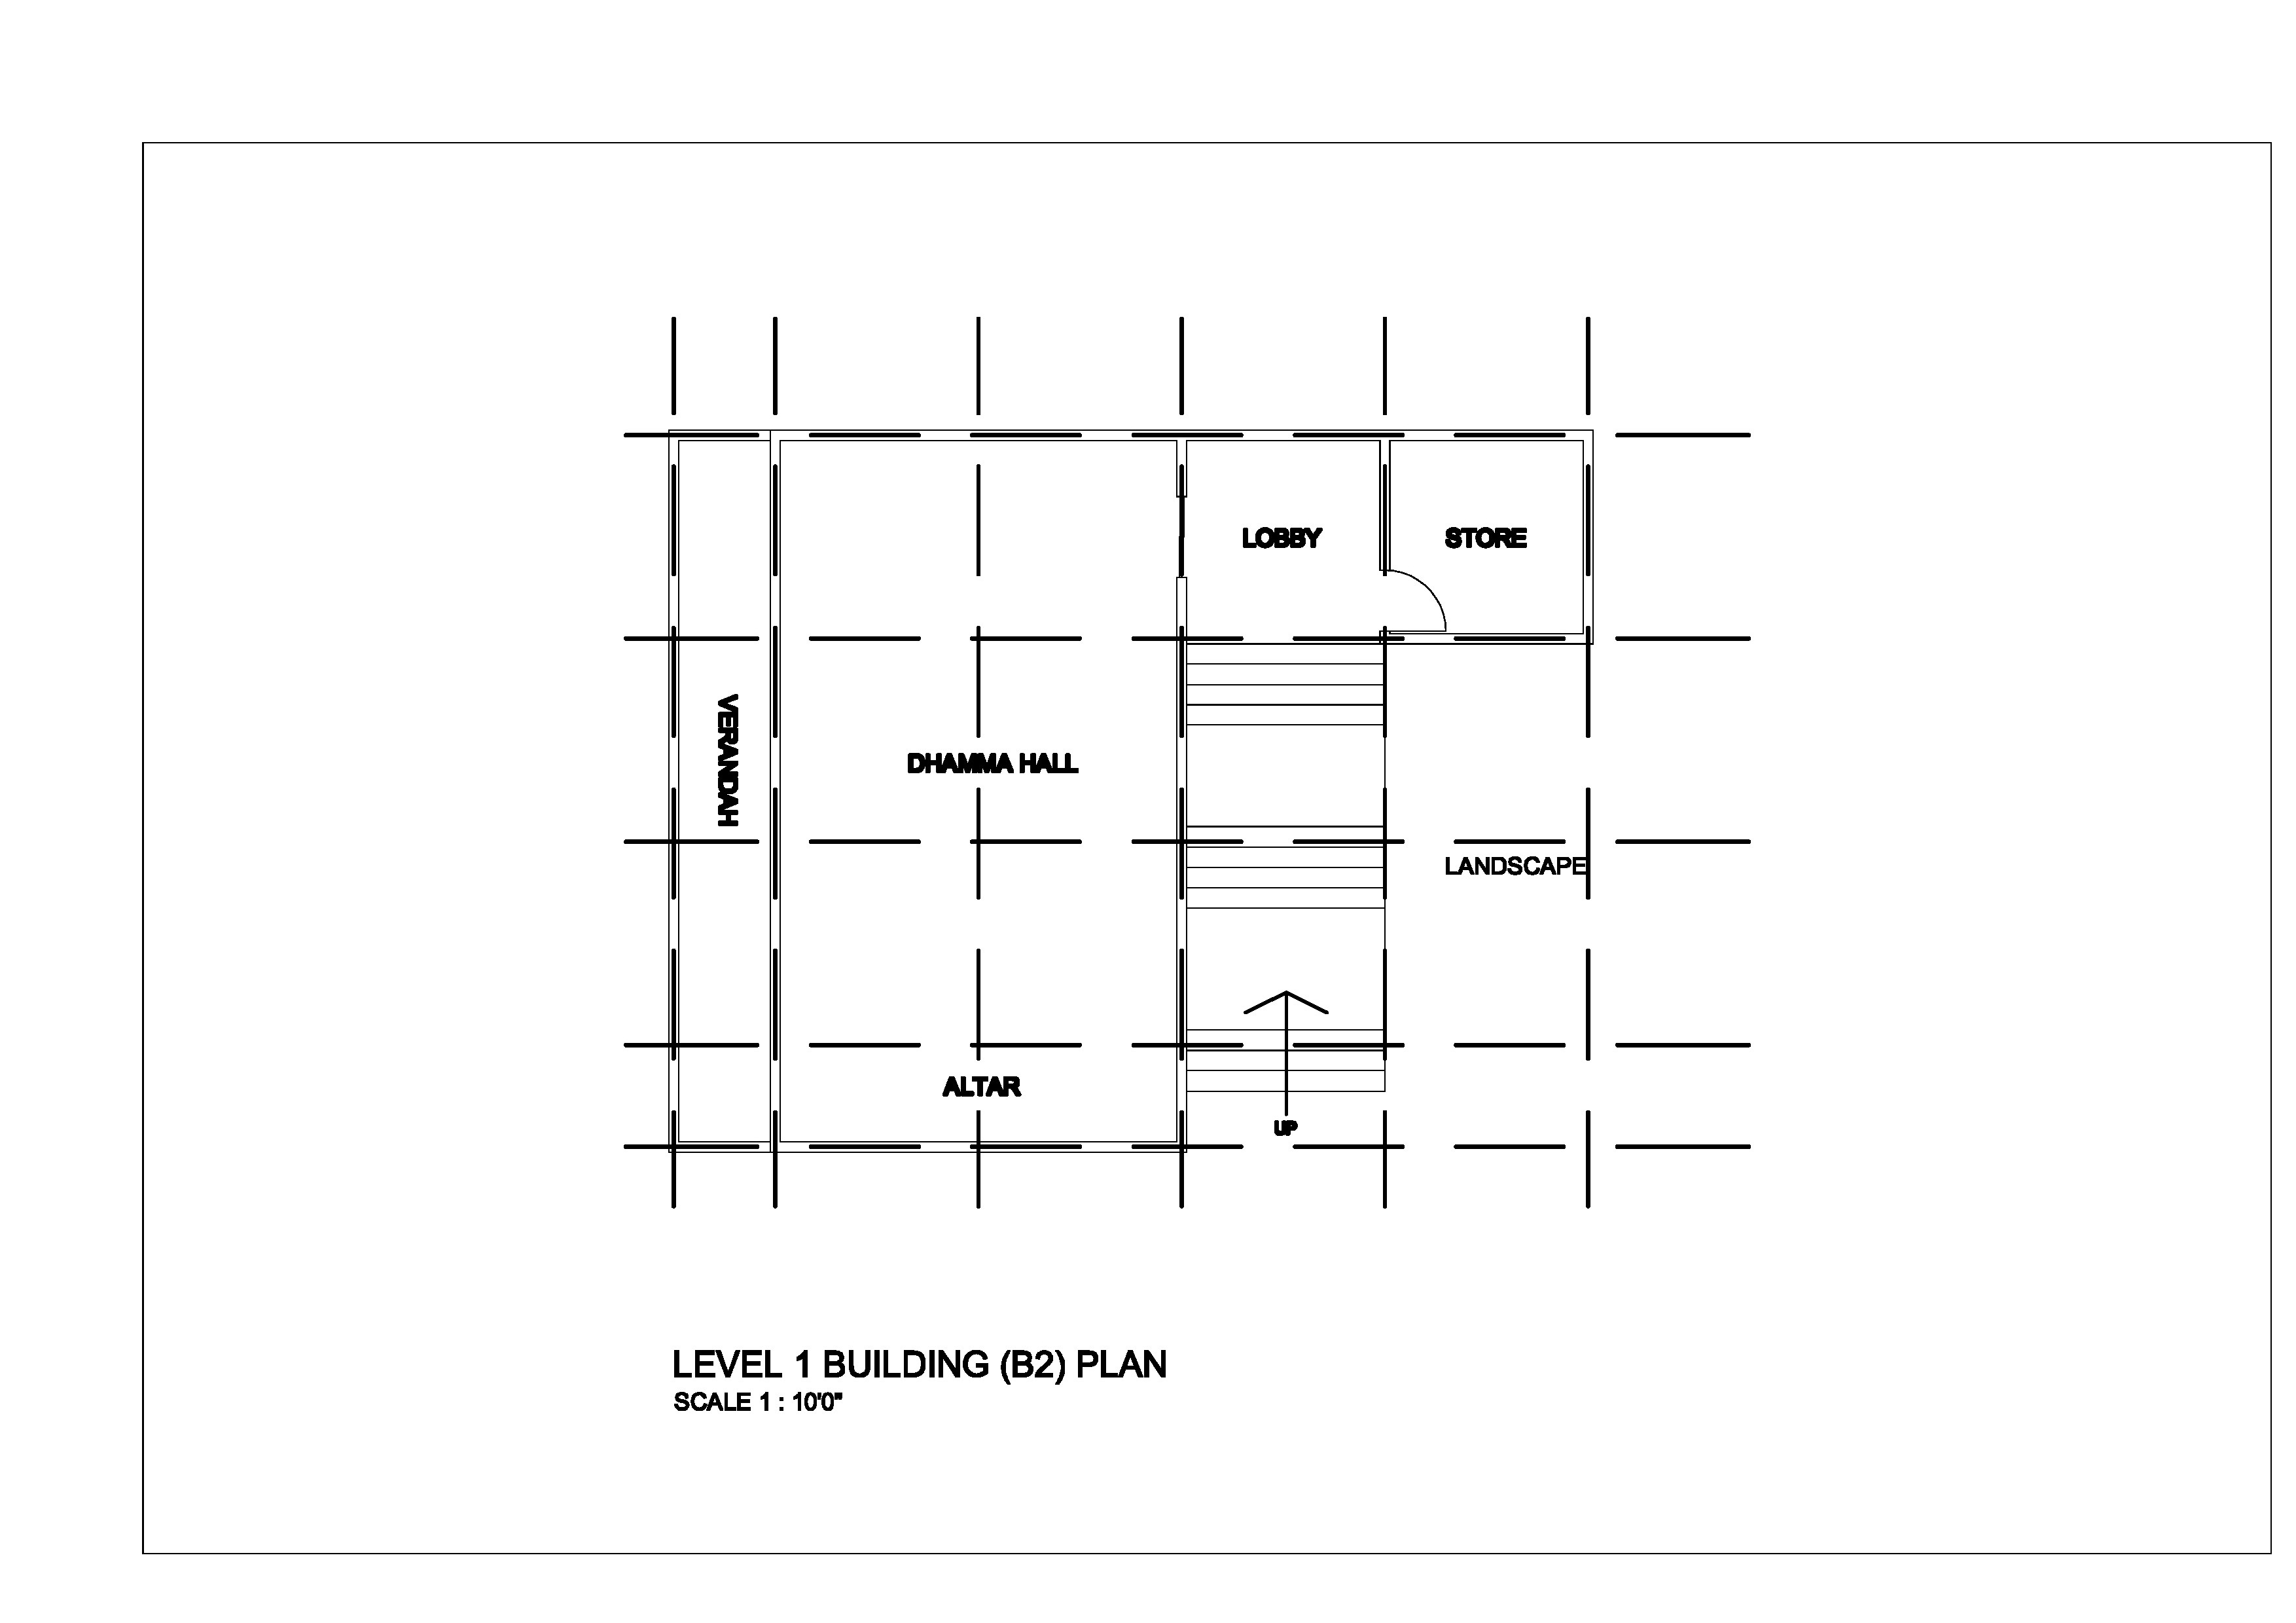 LOBBY
STORE
VERANDAH
DHAMMA HALL
LANDSCAPE
ALTAR
UP
LEVEL 1 BUILDING (B2) PLAN
SCALE 1 : 10'0"